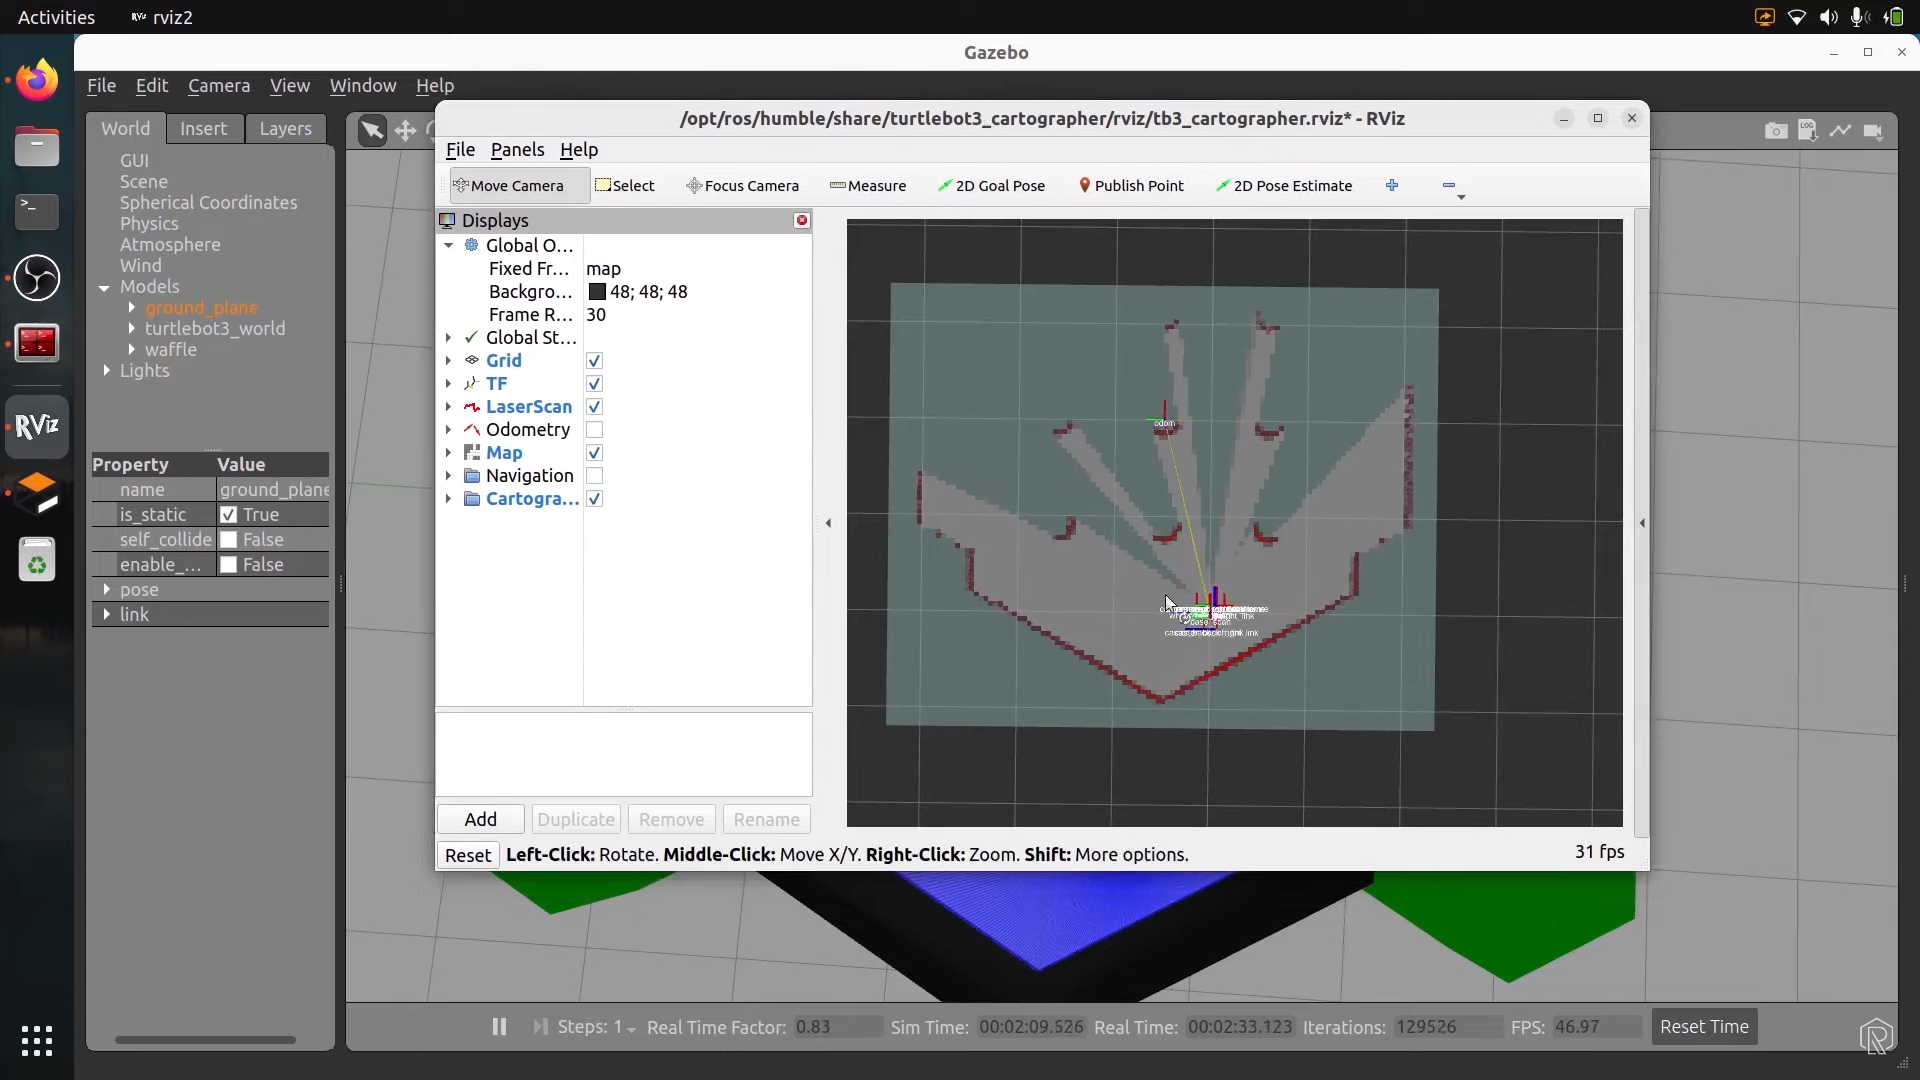 Activities
rviz2
Gazebo
File Edit Camera View Window Help
World Insert Layers
GUI
Scene
Spherical Coordinates
Physics
Atmosphere
Wind
Models
ground_plane
turtlebot3_world
waffle
Lights
Property Value
name ground_plane
is_static True
self_collide False
enable_... False
pose
link
LOG
/opt/ros/humble/share/turtlebot3_cartographer/rviz/tb3_cartographer.rviz* - RViz
File Panels Help
Move Camera Select Focus Camera Measure 2D Goal Pose Publish Point 2D Pose Estimate
Displays
Global O...
Fixed Fr... map
Backgro... 48; 48; 48
Frame R... 30
Global St...
Grid
TF
LaserScan
Odometry
Map
Navigation
Cartogra...
odom
base_scan
Add Duplicate Remove Rename
Reset Left-Click: Rotate. Middle-Click: Move X/Y. Right-Click: Zoom. Shift: More options. 31 fps
Steps: 1 Real Time Factor: 0.83 Sim Time: 00:02:09.526 Real Time: 00:02:33.123 Iterations: 129526 FPS: 46.97 Reset Time
RViz